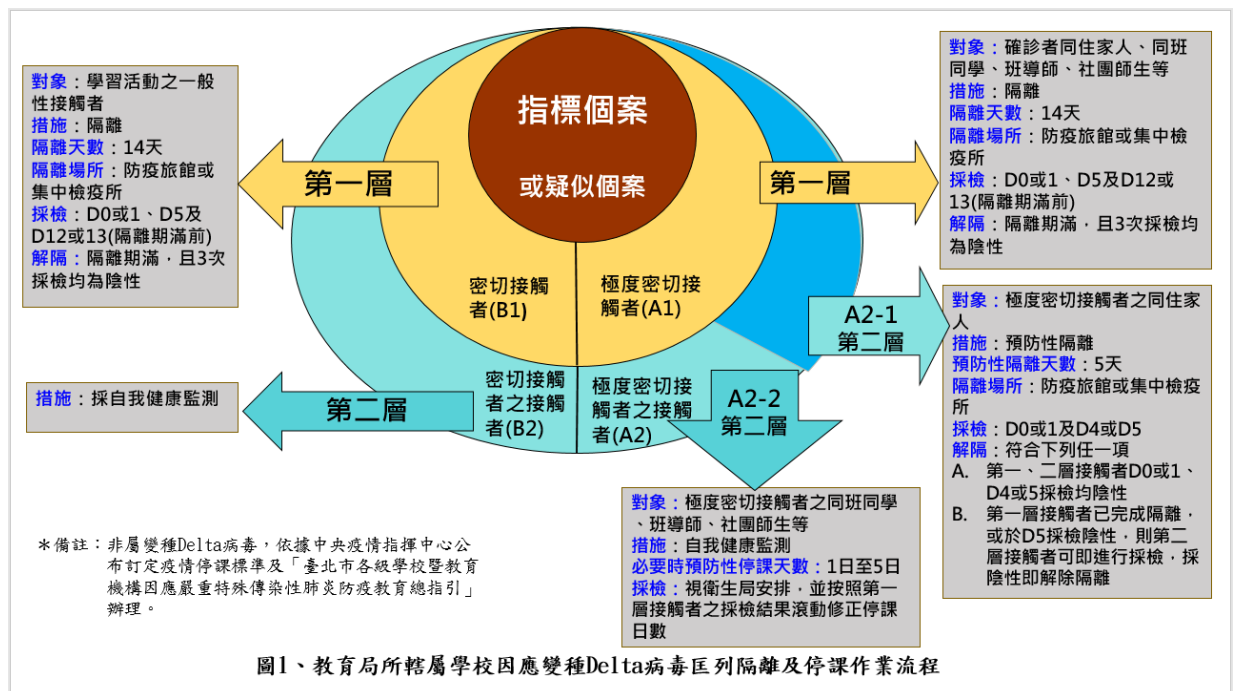 對象：學習活動之一般
性接觸者
措施：隔離
隔離天數：14天
隔離場所：防疫旅館或
集中檢疫所
採檢：D0或1、D5及
D12或13(隔離期滿前)
解隔：隔離期滿，且3次
採檢均為陰性
第一層
指標個案
或疑似個案
第一層
對象：確診者同住家人、同班
同學、班導師、社團師生等
措施：隔離
隔離天數：14天
隔離場所：防疫旅館或集中檢疫
所
採檢：D0或1、D5及D12或
13(隔離期滿前)
解隔：隔離期滿，且3次採檢均
為陰性
密切接觸
者(B1)
極度密切接
觸者(A1)
A2-1
第二層
對象：極度密切接觸者之同住家
人
措施：預防性隔離
預防性隔離天數：5天
隔離場所：防疫旅館或集中檢疫
所
採檢：D0或1及D4或D5
解隔：符合下列任一項
A. 第一、二層接觸者D0或1、
D4或5採檢均陰性
B. 第一層接觸者已完成隔離，
或於D5採檢陰性，則第二
層接觸者可即進行採檢，採
陰性即解除隔離
措施：採自我健康監測
第二層
密切接觸
者之接觸
者(B2)
極度密切接
觸者之接觸
者(A2)
A2-2
第二層
對象：極度密切接觸者之同班同學
、班導師、社團師生等
措施：自我健康監測
必要時預防性停課天數：1日至5日
採檢：視衛生局安排，並按照第一
層接觸者之採檢結果滾動修正停課
日數
＊備註：非屬變種Delta病毒，依據中央疫情指揮中心公
布訂定疫情停課標準及「臺北市各級學校暨教育
機構因應嚴重特殊傳染性肺炎防疫教育總指引」
辦理。
圖1、教育局所轄屬學校因應變種Delta病毒匡列隔離及停課作業流程